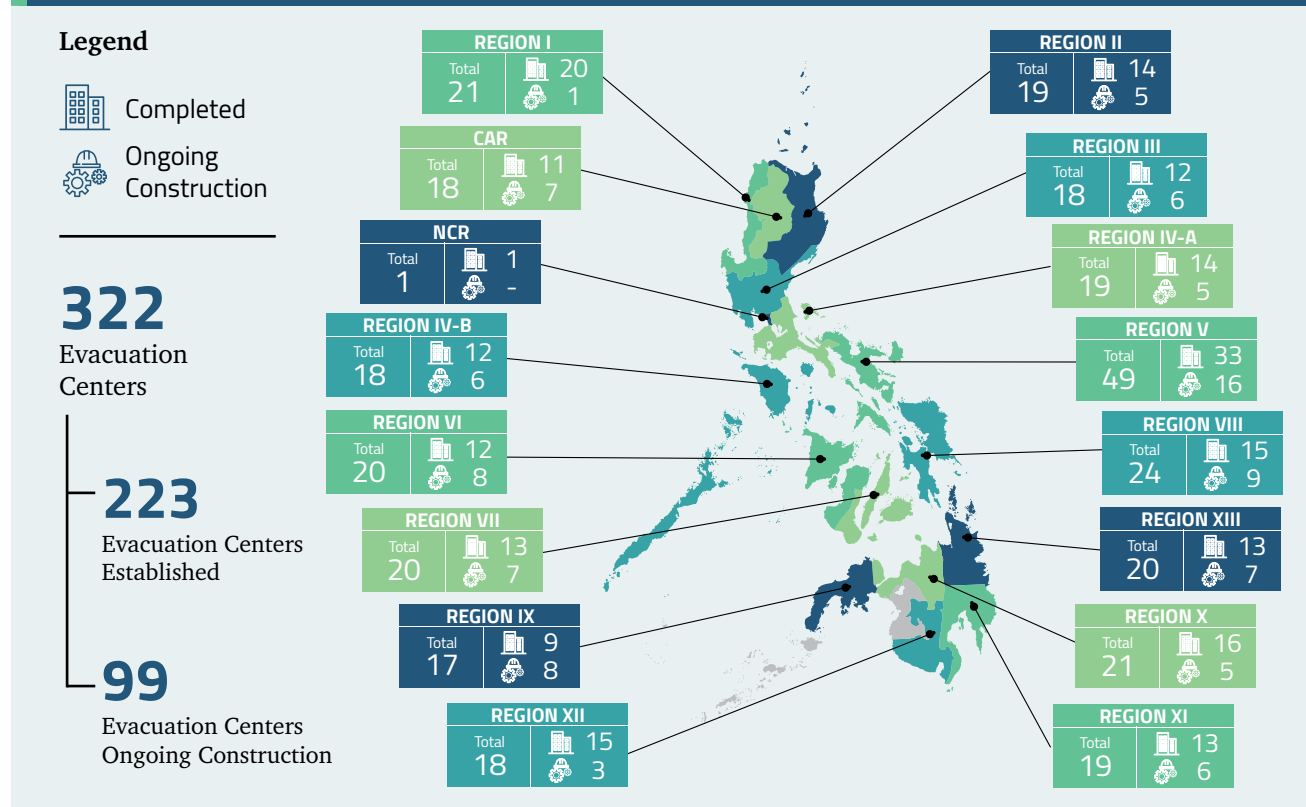 Legend
Completed
Ongoing
Construction
322
Evacuation
Centers
223
Evacuation Centers
Established
99
Evacuation Centers
Ongoing Construction
REGION I
Total
21
20
1
CAR
Total
18
11
7
NCR
Total
1
1
-
REGION IV-B
Total
18
12
6
REGION VI
Total
20
12
8
REGION VII
Total
20
13
7
REGION IX
Total
17
9
8
REGION XII
Total
18
15
3
REGION II
Total
19
14
5
REGION III
Total
18
12
6
REGION IV-A
Total
19
14
5
REGION V
Total
49
33
16
REGION VIII
Total
24
15
9
REGION XIII
Total
20
13
7
REGION X
Total
21
16
5
REGION XI
Total
19
13
6